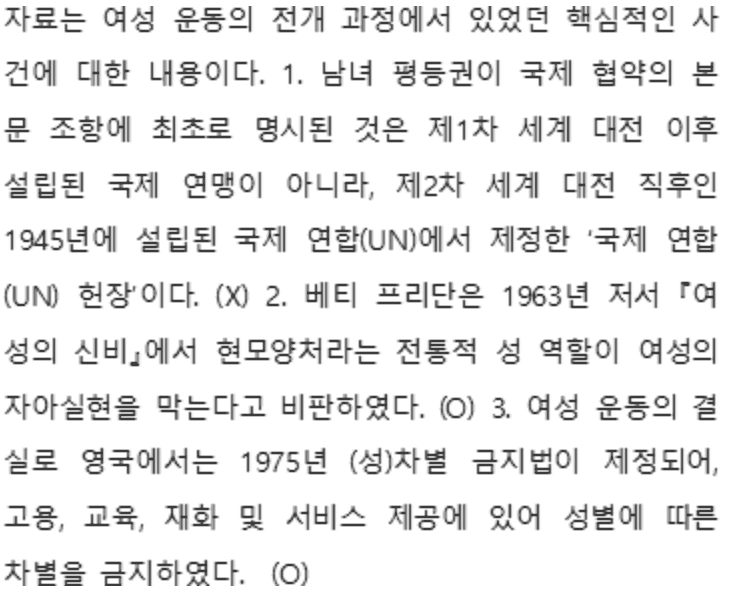 자료는 여성 운동의 전개 과정에서 있었던 핵심적인 사
건에 대한 내용이다. 1. 남녀 평등권이 국제 협약의 본
문 조항에 최초로 명시된 것은 제1차 세계 대전 이후
설립된 국제 연맹이 아니라, 제2차 세계 대전 직후인
1945년에 설립된 국제 연합(UN)에서 제정한 '국제 연합
(UN) 헌장'이다. (X) 2. 베티 프리단은 1963년 저서 『여
성의 신비』에서 현모양처라는 전통적 성 역할이 여성의
자아실현을 막는다고 비판하였다. (O) 3. 여성 운동의 결
실로 영국에서는 1975년 (성)차별 금지법이 제정되어,
고용, 교육, 재화 및 서비스 제공에 있어 성별에 따른
차별을 금지하였다. (O)